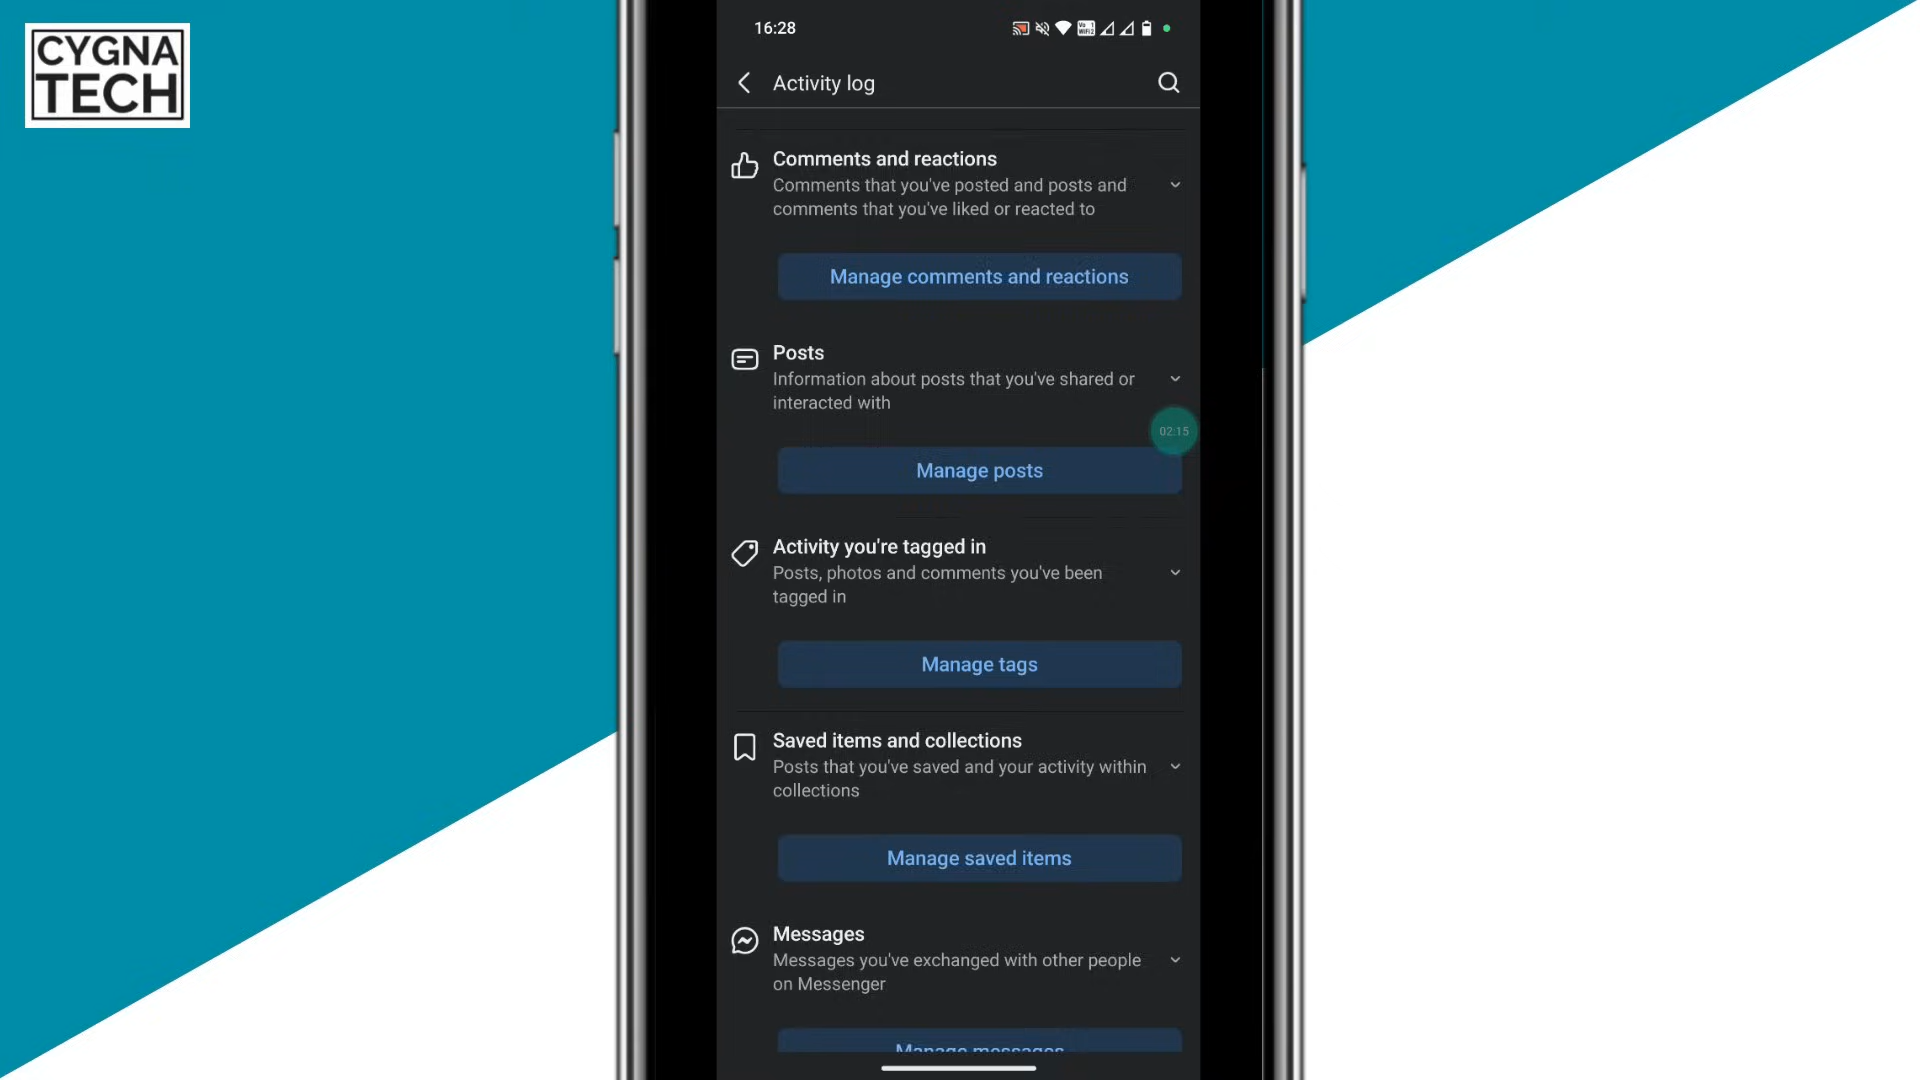 CYGNA
TECH
16:28
Activity log
Comments and reactions
Comments that you've posted and posts and
comments that you've liked or reacted to
Manage comments and reactions
Posts
Information about posts that you've shared or
interacted with
02:15
Manage posts
Activity you're tagged in
Posts, photos and comments you've been
tagged in
Manage tags
Saved items and collections
Posts that you've saved and your activity within
collections
Manage saved items
Messages
Messages you've exchanged with other people
on Messenger
Manage messages